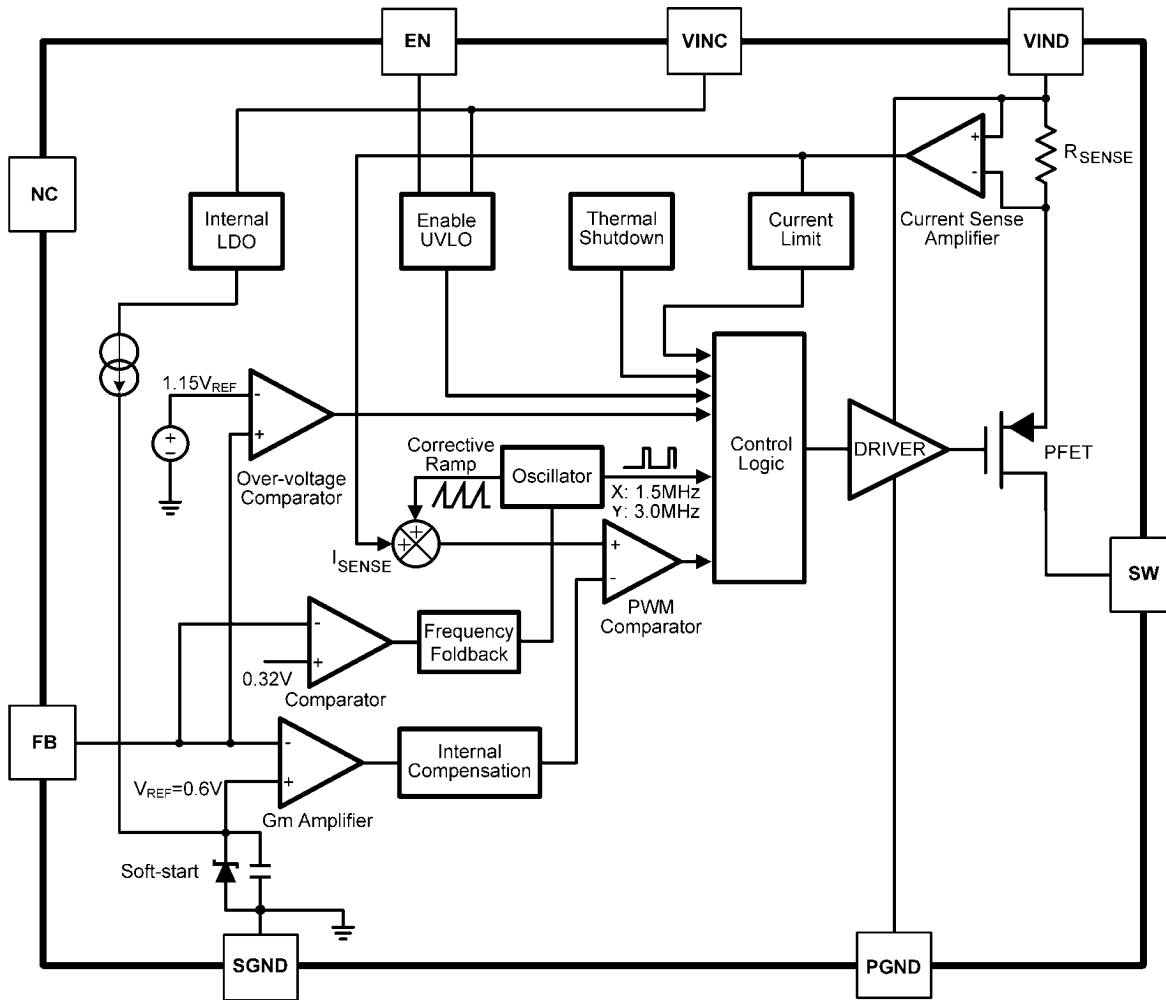 EN
VINC
VIND
NC
Internal
LDO
Enable
UVLO
Thermal
Shutdown
Current
Limit
+
-
Current Sense
Amplifier
RSENSE
1.15VREF
-
+
+
-
Over-voltage
Comparator
Corrective
Ramp
Oscillator
X: 1.5MHz
Y: 3.0MHz
Control
Logic
DRIVER
PFET
+
+
ISENSE
+
-
PWM
Comparator
SW
-
+
0.32V
Comparator
Frequency
Foldback
FB
-
+
VREF=0.6V
Gm Amplifier
Internal
Compensation
Soft-start
SGND
PGND